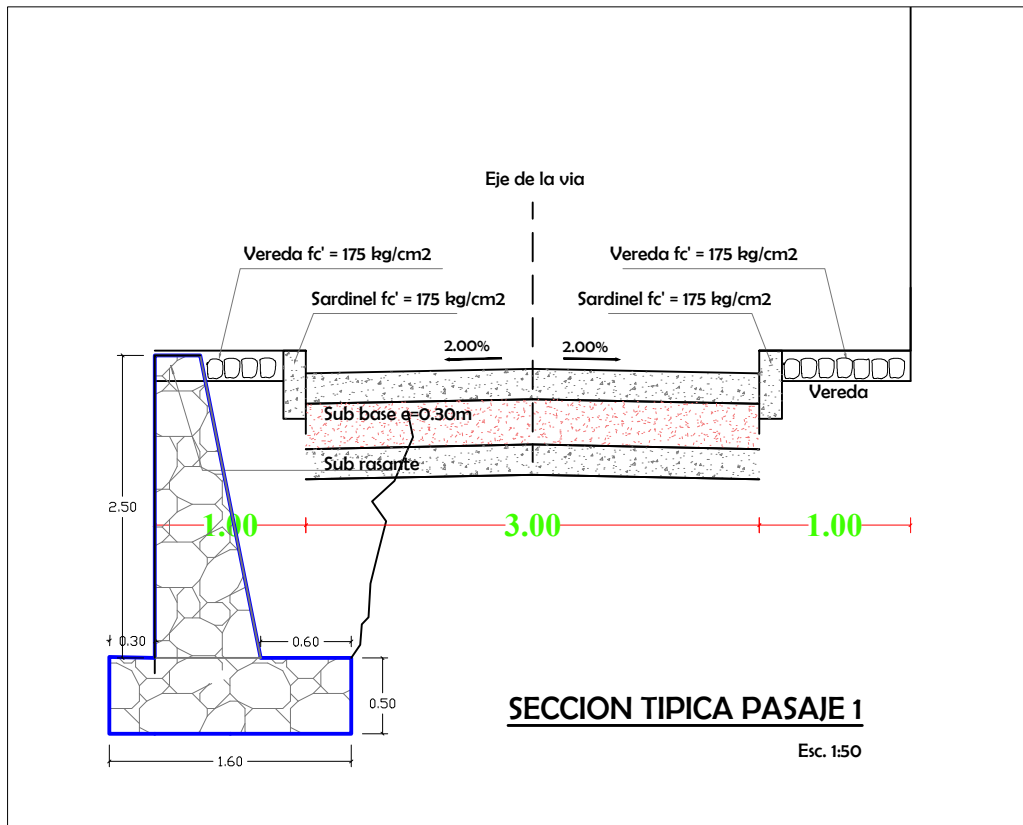 Eje de la via
Vereda fc' = 175 kg/cm2
Vereda fc' = 175 kg/cm2
Sardinel fc' = 175 kg/cm2
Sardinel fc' = 175 kg/cm2
2.00%
2.00%
Vereda
Sub base e=0.30m
Sub rasante
2.50
1.00
3.00
1.00
0.30
0.60
0.50
SECCION TIPICA PASAJE 1
Esc. 1:50
1.60